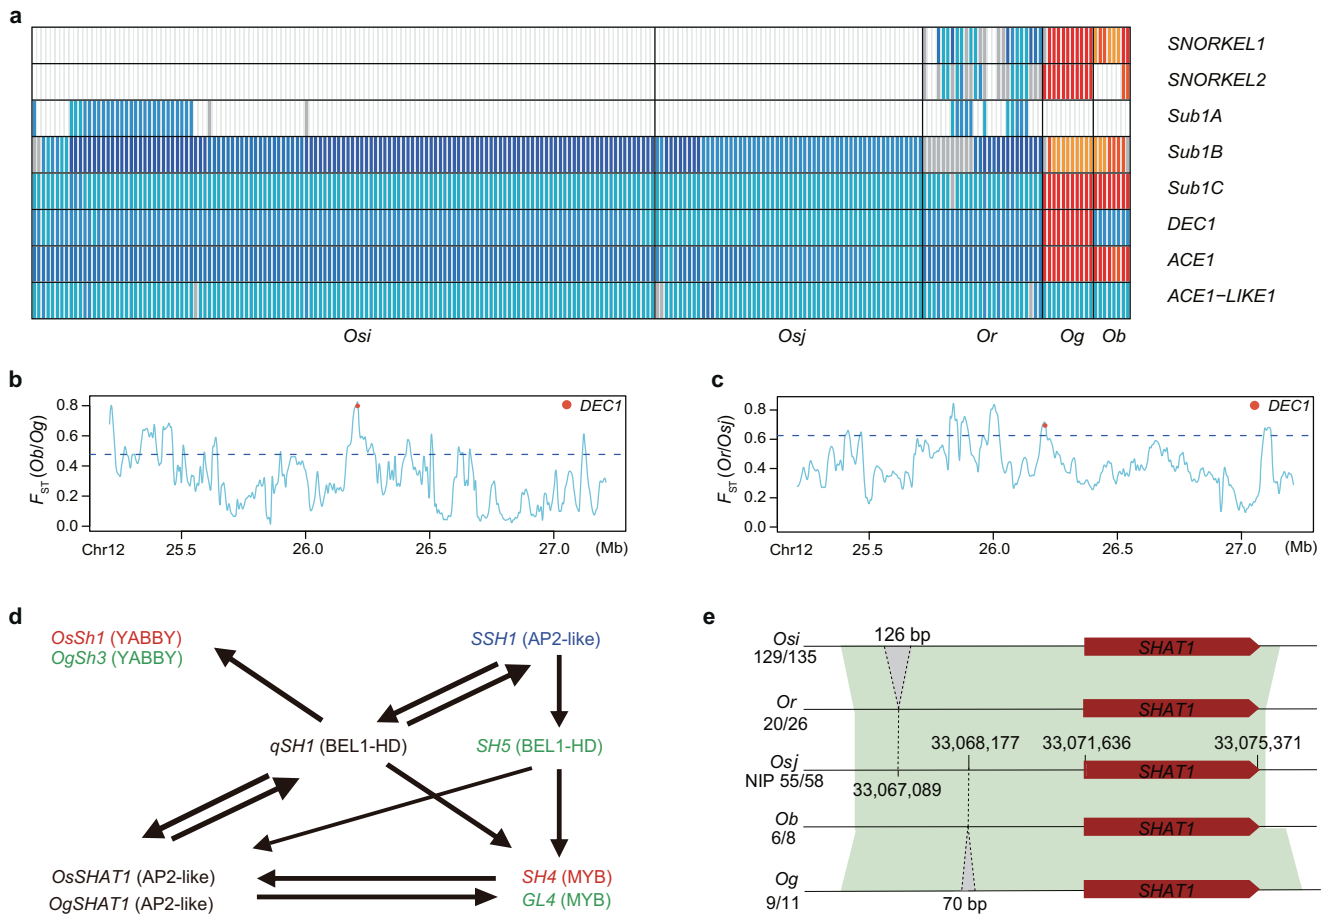 a
SNORKEL1
SNORKEL2
Sub1A
Sub1B
Sub1C
DEC1
ACE1
ACE1−LIKE1
Osi Osj Or Og Ob
b
F_ST (Ob/Og)
0.8
0.6
0.4
0.2
0.0
DEC1
Chr12 25.5 26.0 26.5 27.0 (Mb)
c
F_ST (Or/Osj)
0.8
0.6
0.4
0.2
0.0
DEC1
Chr12 25.5 26.0 26.5 27.0 (Mb)
d
OsSh1 (YABBY)
OgSh3 (YABBY)
SSH1 (AP2-like)
qSH1 (BEL1-HD)
SH5 (BEL1-HD)
OsSHAT1 (AP2-like)
OgSHAT1 (AP2-like)
SH4 (MYB)
GL4 (MYB)
e
Osi
129/135
126 bp
SHAT1
Or
20/26
SHAT1
33,068,177 33,071,636 33,075,371
Osj
NIP 55/58
33,067,089
SHAT1
Ob
6/8
SHAT1
Og
9/11
70 bp
SHAT1